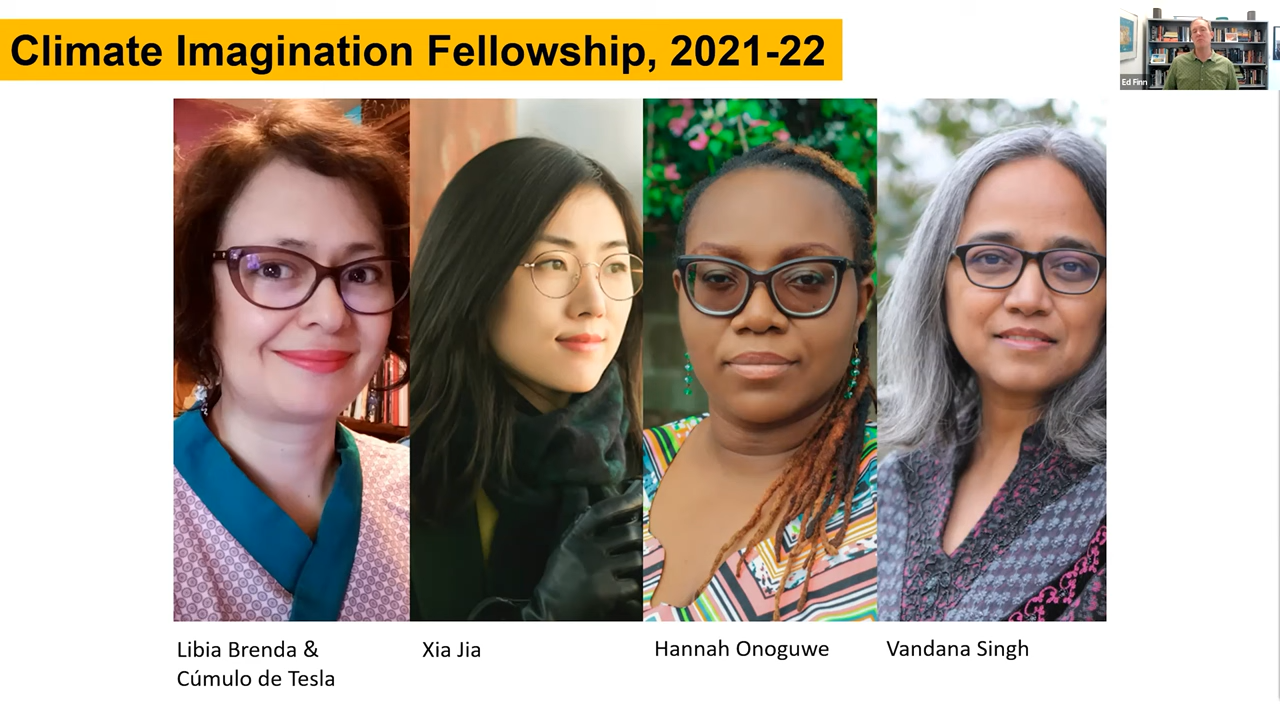 Climate Imagination Fellowship, 2021-22
Ed Finn
Libia Brenda &
Cúmulo de Tesla
Xia Jia
Hannah Onoguwe
Vandana Singh